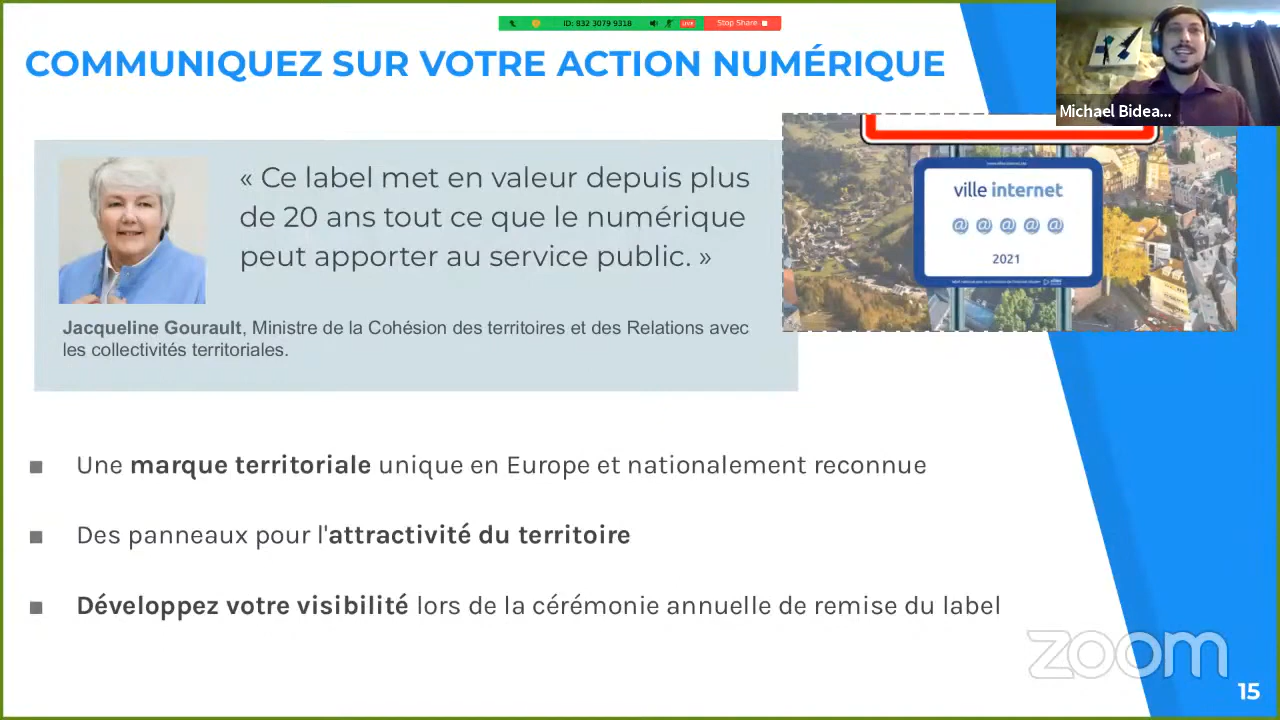 ID: 832 3079 9318
LIVE
Stop Share
COMMUNIQUEZ SUR VOTRE ACTION NUMÉRIQUE
Michael Bidea...
« Ce label met en valeur depuis plus
de 20 ans tout ce que le numérique
peut apporter au service public. »
Jacqueline Gourault, Ministre de la Cohésion des territoires et des Relations avec
les collectivités territoriales.
ville internet
@ @ @ @ @
2021
■ Une marque territoriale unique en Europe et nationalement reconnue
■ Des panneaux pour l'attractivité du territoire
■ Développez votre visibilité lors de la cérémonie annuelle de remise du label
zoom
15